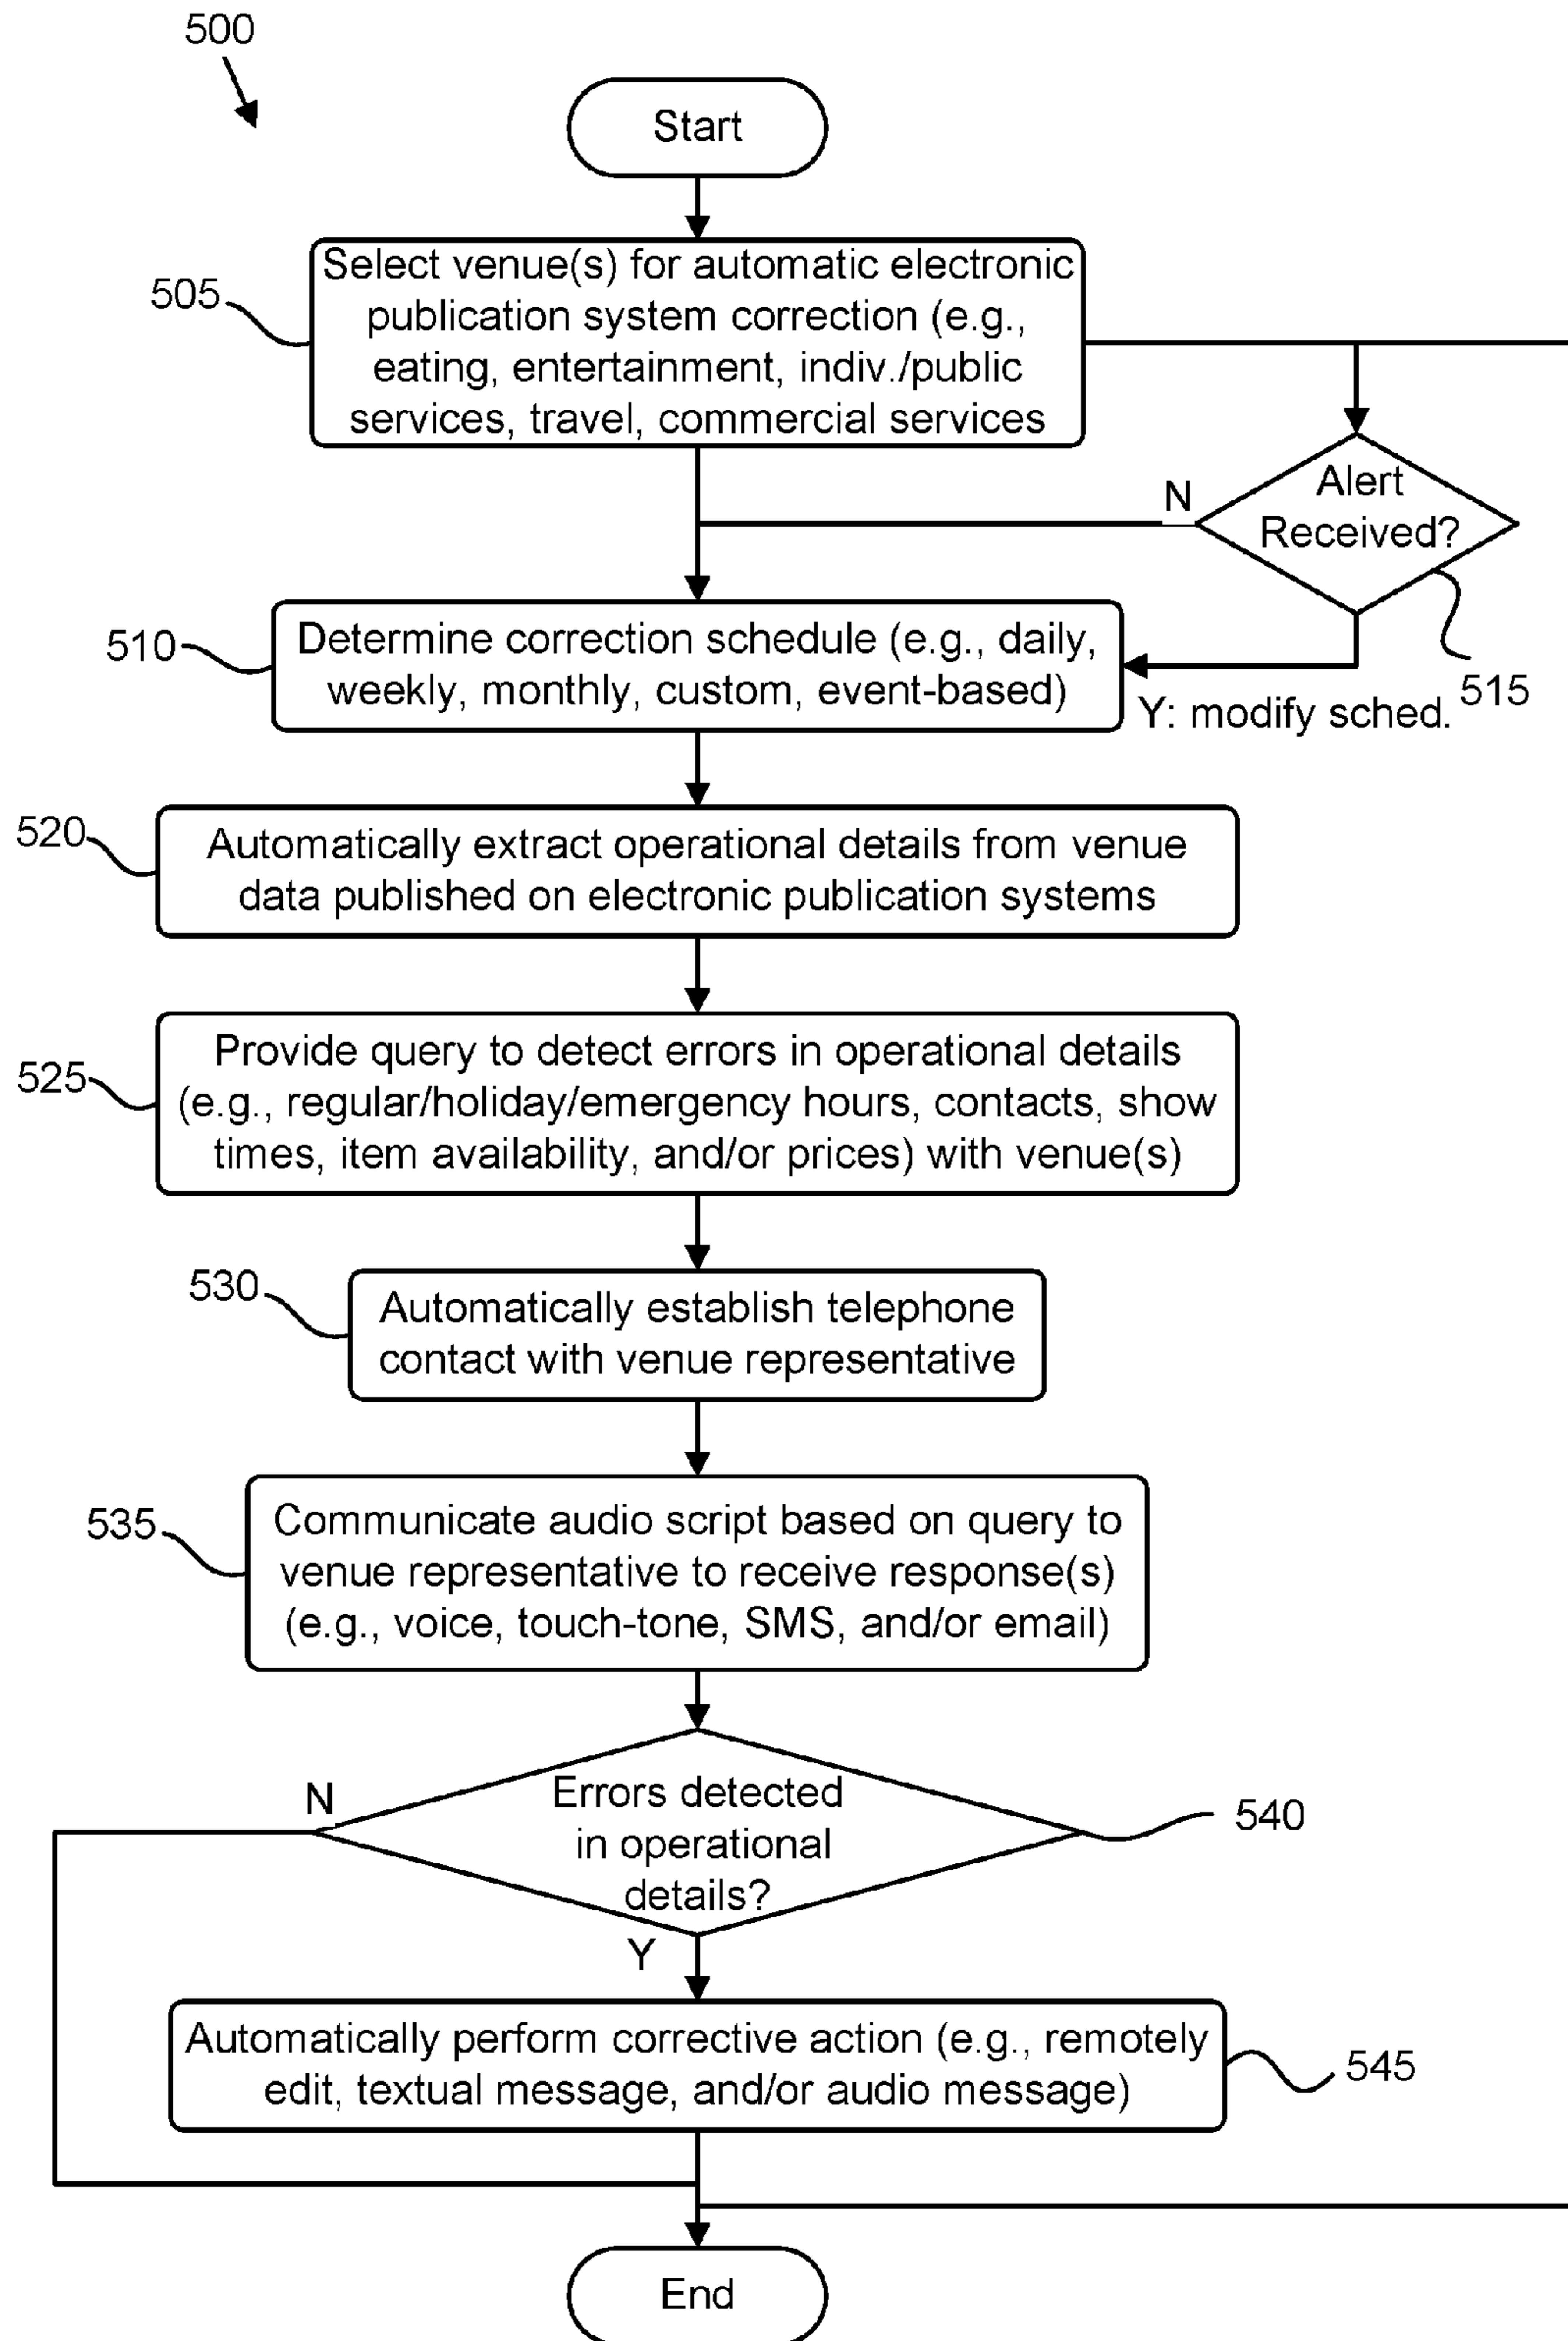 500
Start
505
Select venue(s) for automatic electronic
publication system correction (e.g.,
eating, entertainment, indiv./public
services, travel, commercial services
Alert
Received?
N
515
510
Determine correction schedule (e.g., daily,
weekly, monthly, custom, event-based)
Y: modify sched.
520
Automatically extract operational details from venue
data published on electronic publication systems
525
Provide query to detect errors in operational details
(e.g., regular/holiday/emergency hours, contacts, show
times, item availability, and/or prices) with venue(s)
530
Automatically establish telephone
contact with venue representative
535
Communicate audio script based on query to
venue representative to receive response(s)
(e.g., voice, touch-tone, SMS, and/or email)
N
Errors detected
in operational
details?
540
Y
Automatically perform corrective action (e.g., remotely
edit, textual message, and/or audio message)
545
End